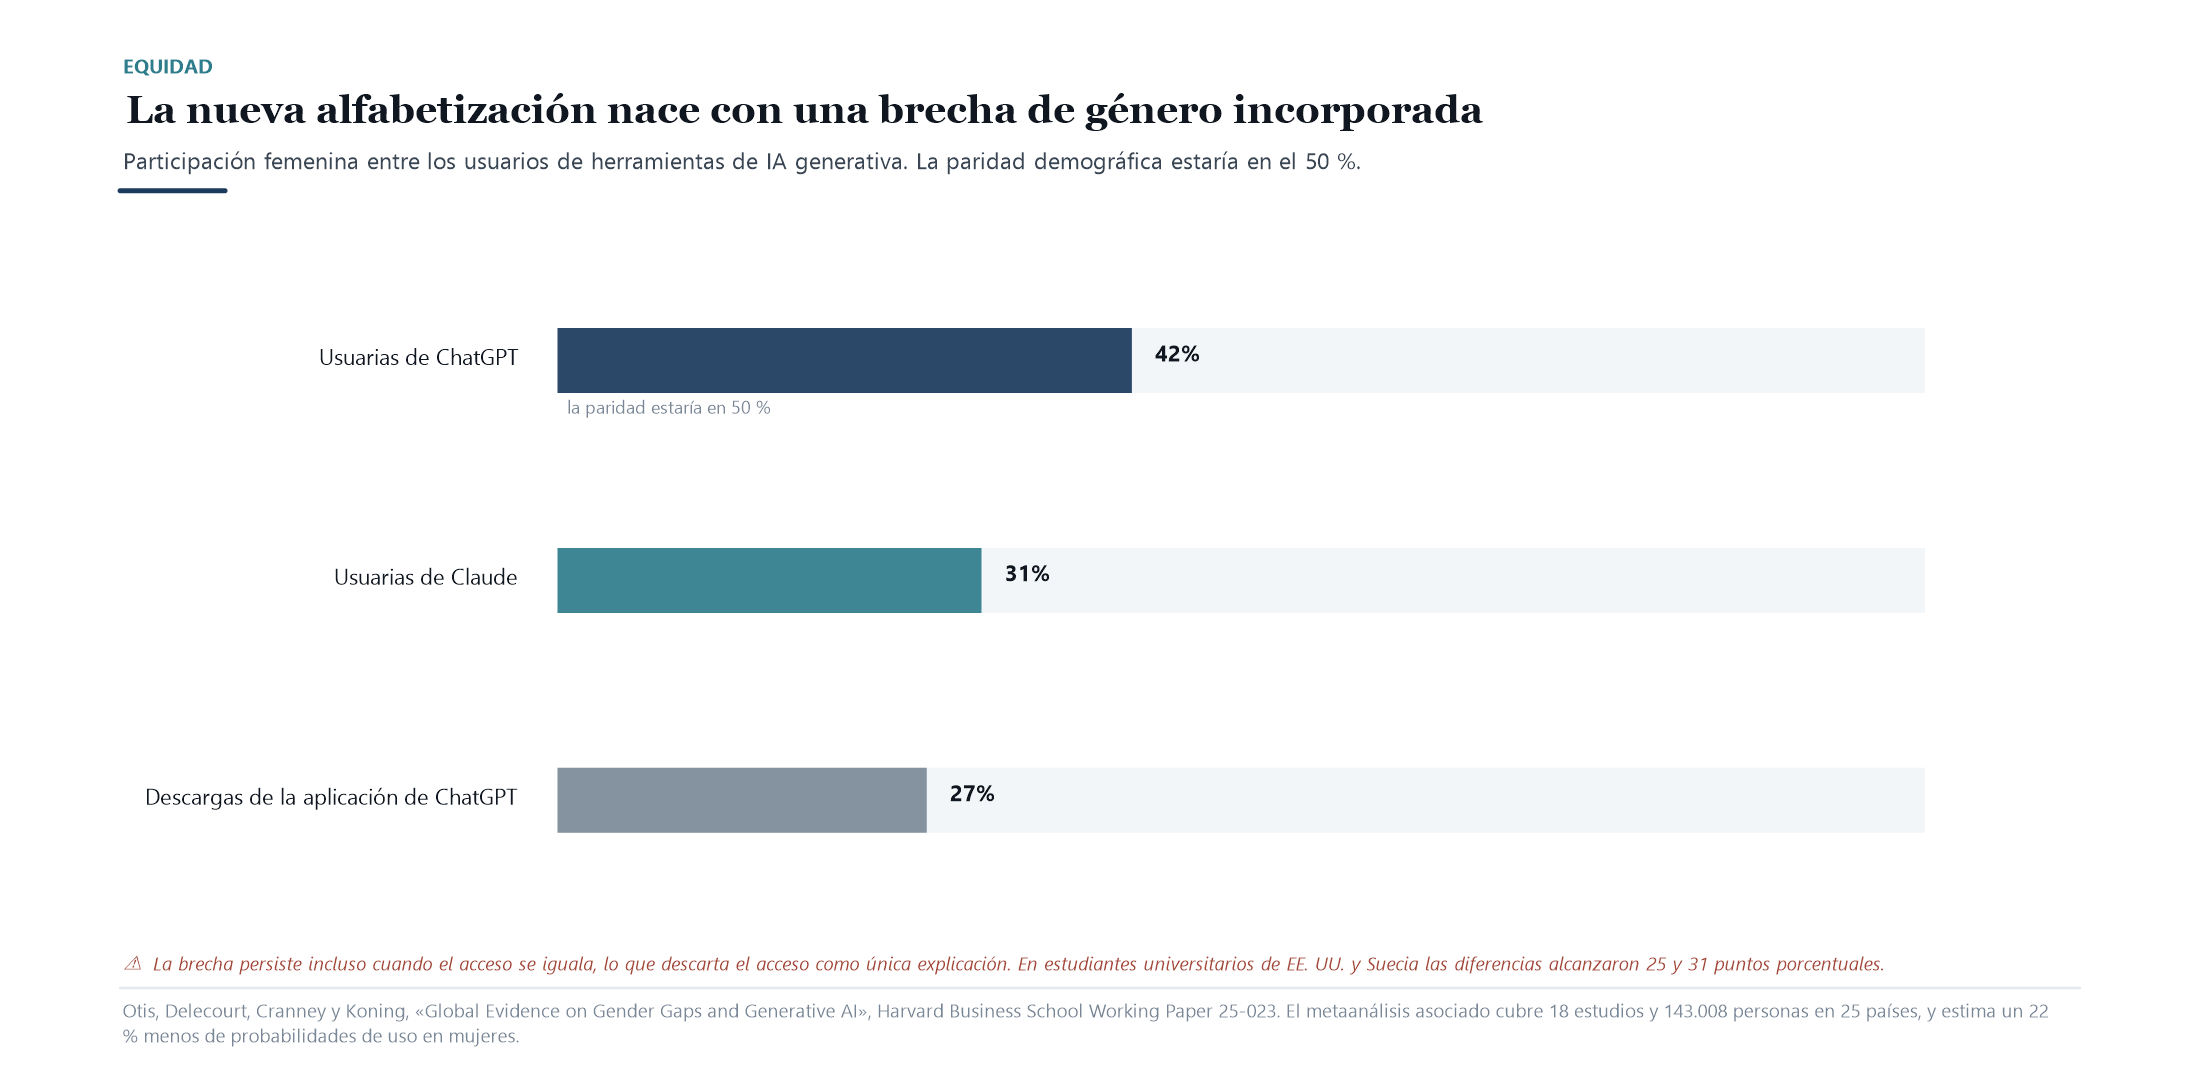 EQUIDAD
La nueva alfabetización nace con una brecha de género incorporada
Participación femenina entre los usuarios de herramientas de IA generativa. La paridad demográfica estaría en el 50 %.
Usuarias de ChatGPT
42%
la paridad estaría en 50 %
Usuarias de Claude
31%
Descargas de la aplicación de ChatGPT
27%
⚠ La brecha persiste incluso cuando el acceso se iguala, lo que descarta el acceso como única explicación. En estudiantes universitarios de EE. UU. y Suecia las diferencias alcanzaron 25 y 31 puntos porcentuales.
Otis, Delecourt, Cranney y Koning, «Global Evidence on Gender Gaps and Generative AI», Harvard Business School Working Paper 25-023. El metaanálisis asociado cubre 18 estudios y 143.008 personas en 25 países, y estima un 22
% menos de probabilidades de uso en mujeres.